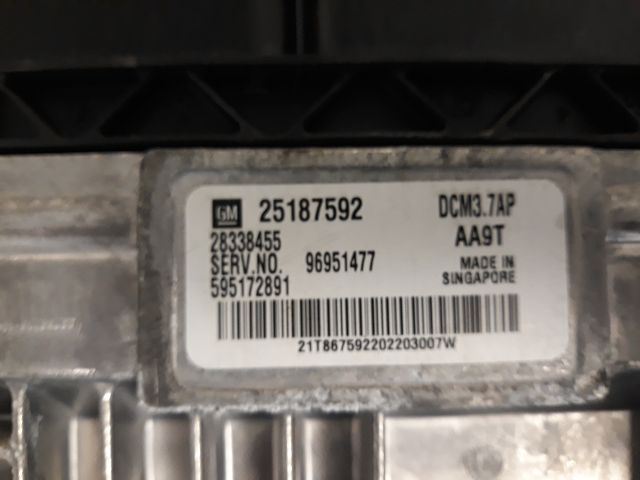 GM 25187592 DCM3.7AP
28338455 AA9T
SERV.NO. 96951477 MADE IN
595172891 SINGAPORE
21T867592202203007W